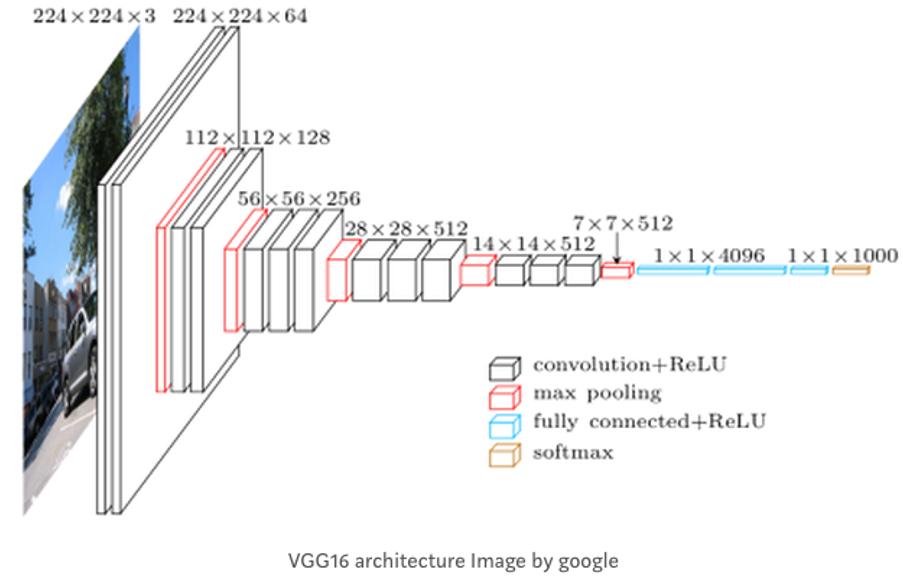 224×224×3 224×224×64
112×112×128
56×56×256
28×28×512
14×14×512
7×7×512
1×1×4096 1×1×1000
convolution+ReLU
max pooling
fully connected+ReLU
softmax
VGG16 architecture Image by google